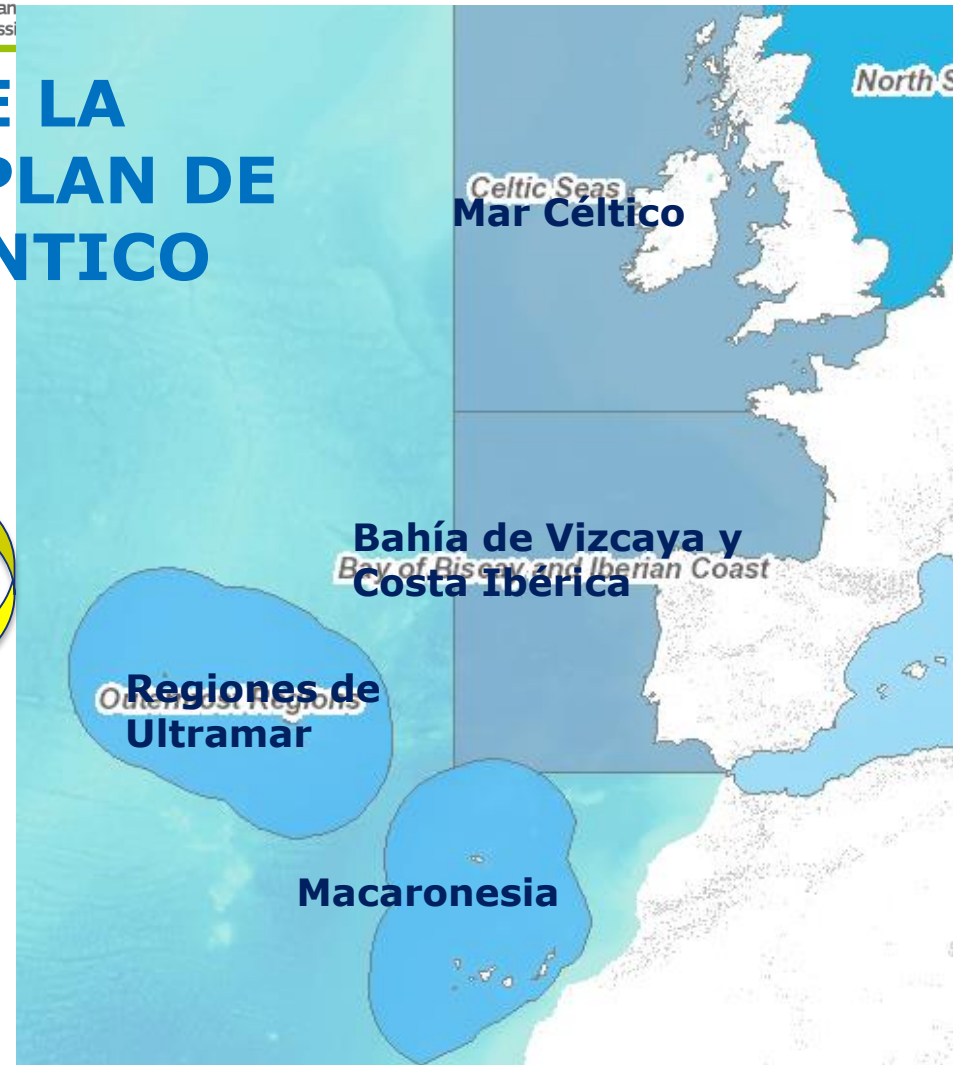 E LA
PLAN DE
NTICO
North S
Celtic Seas
Mar Céltico
Bahía de Vizcaya y
Bay of Biscay and Iberian Coast
Costa Ibérica
Regiones de
Outermost Regions
Ultramar
Macaronesia